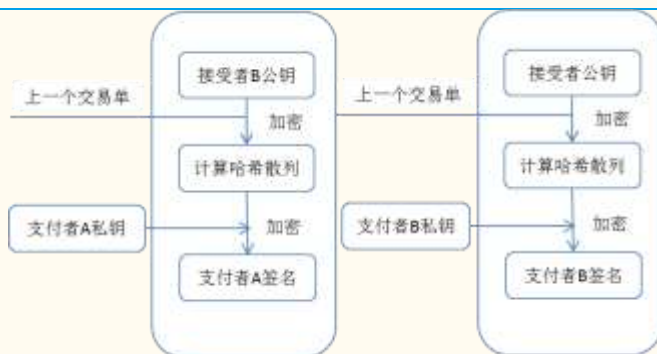 接受者B公钥
上一个交易单
加密
计算哈希散列
支付者A私钥
加密
支付者A签名
接受者公钥
上一个交易单
加密
计算哈希散列
支付者B私钥
加密
支付者B签名